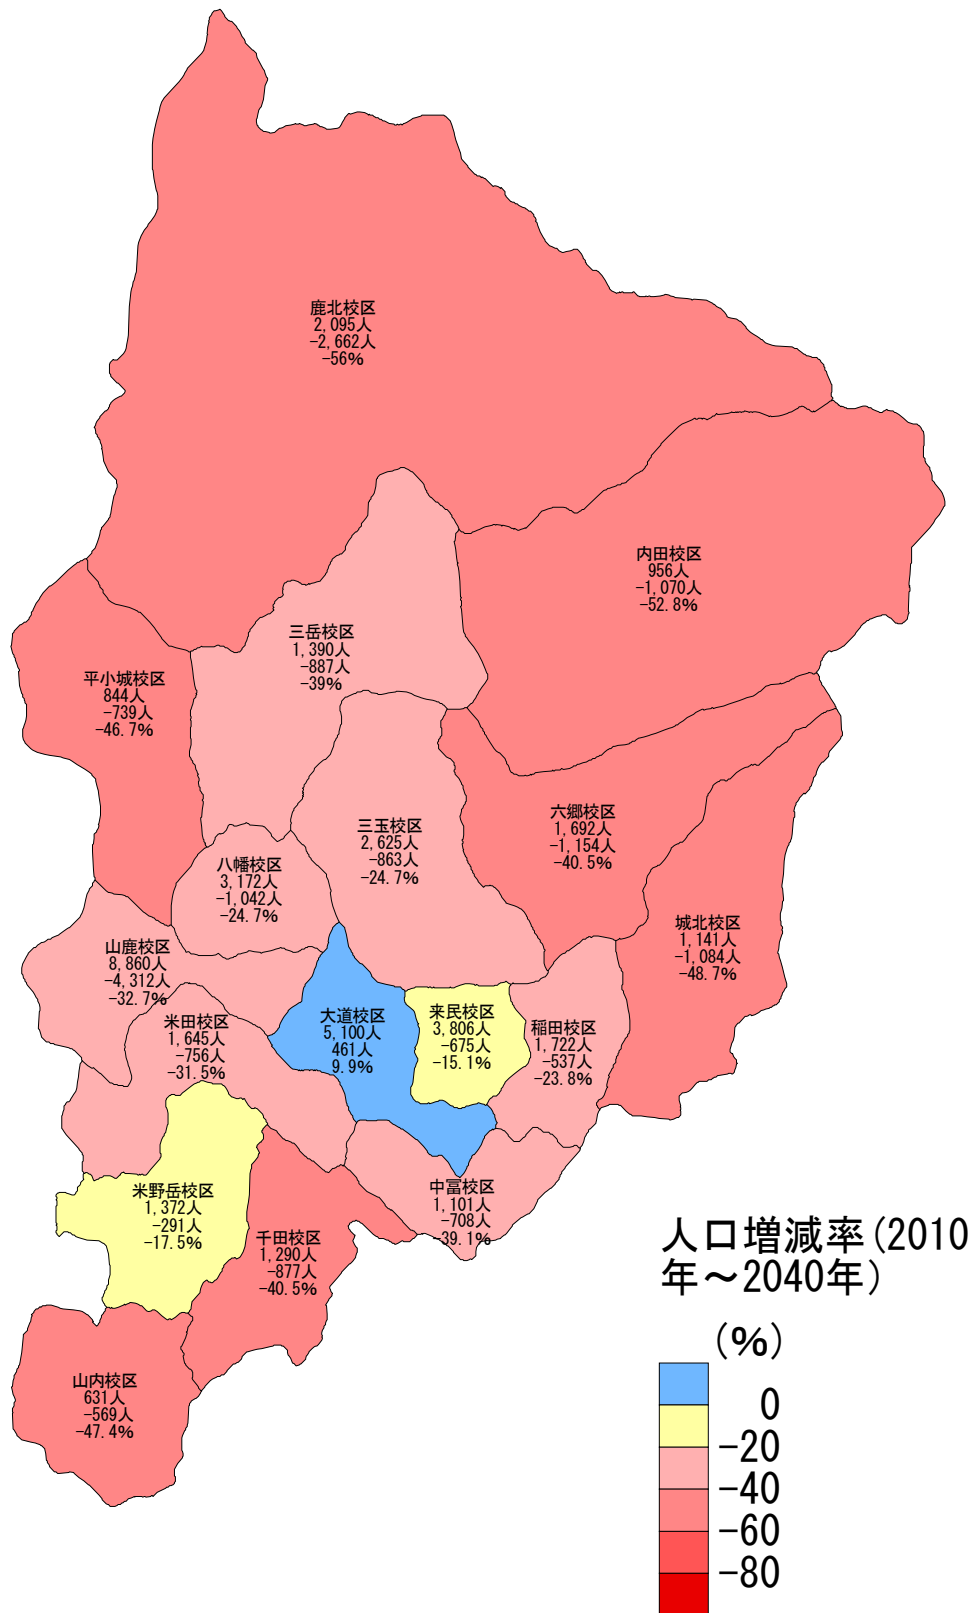 鹿北校区
2,095人
-2,662人
-56%
内田校区
956人
-1,070人
-52.8%
三岳校区
1,390人
-887人
-39%
平小城校区
844人
-739人
-46.7%
六郷校区
1,692人
-1,154人
-40.5%
三玉校区
2,625人
-863人
-24.7%
八幡校区
3,172人
-1,042人
-24.7%
城北校区
1,141人
-1,084人
-48.7%
山鹿校区
8,860人
-4,312人
-32.7%
米田校区
1,645人
-756人
-31.5%
大道校区
5,100人
461人
9.9%
来民校区
3,806人
-675人
-15.1%
稲田校区
1,722人
-537人
-23.8%
米野岳校区
1,372人
-291人
-17.5%
中冨校区
1,101人
-708人
-39.1%
千田校区
1,290人
-877人
-40.5%
山内校区
631人
-569人
-47.4%
人口増減率(2010
年～2040年)
(%)
0
-20
-40
-60
-80